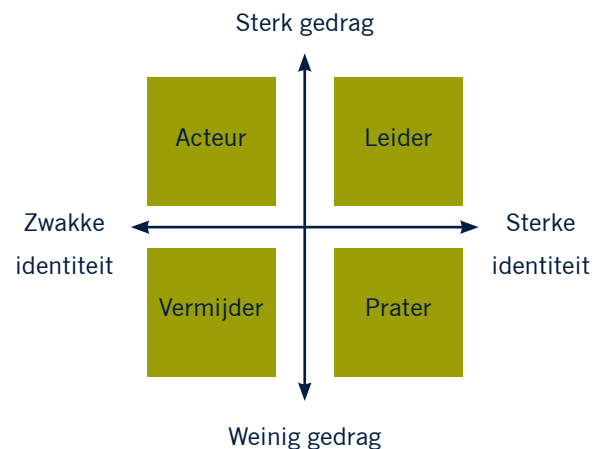 Sterk gedrag
Acteur
Leider
Zwakke
identiteit
Sterke
identiteit
Vermijder
Prater
Weinig gedrag